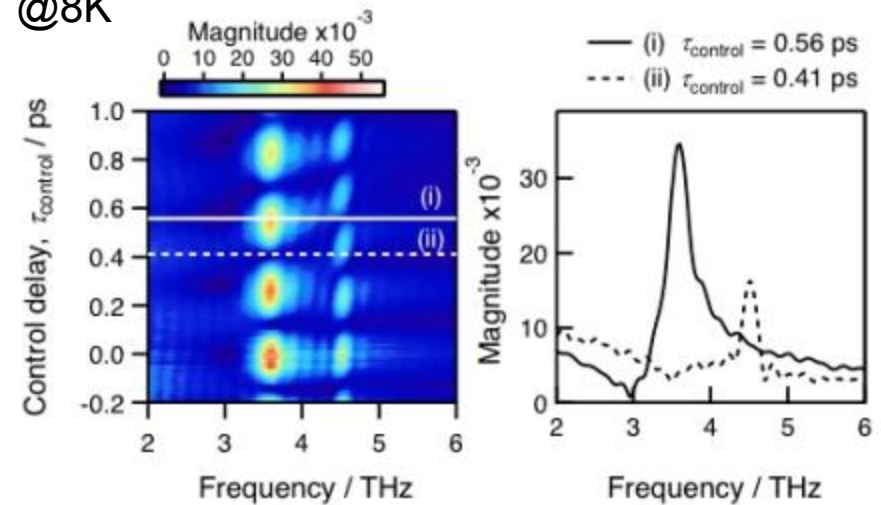 @8K
Magnitude x10⁻³
0 10 20 30 40 50
Control delay, τcontrol / ps
1.0
0.8
0.6
0.4
0.2
0.0
-0.2
(i)
(ii)
2 3 4 5 6
Frequency / THz
(i) τcontrol = 0.56 ps
(ii) τcontrol = 0.41 ps
Magnitude x10⁻³
30
20
10
0
2 3 4 5 6
Frequency / THz